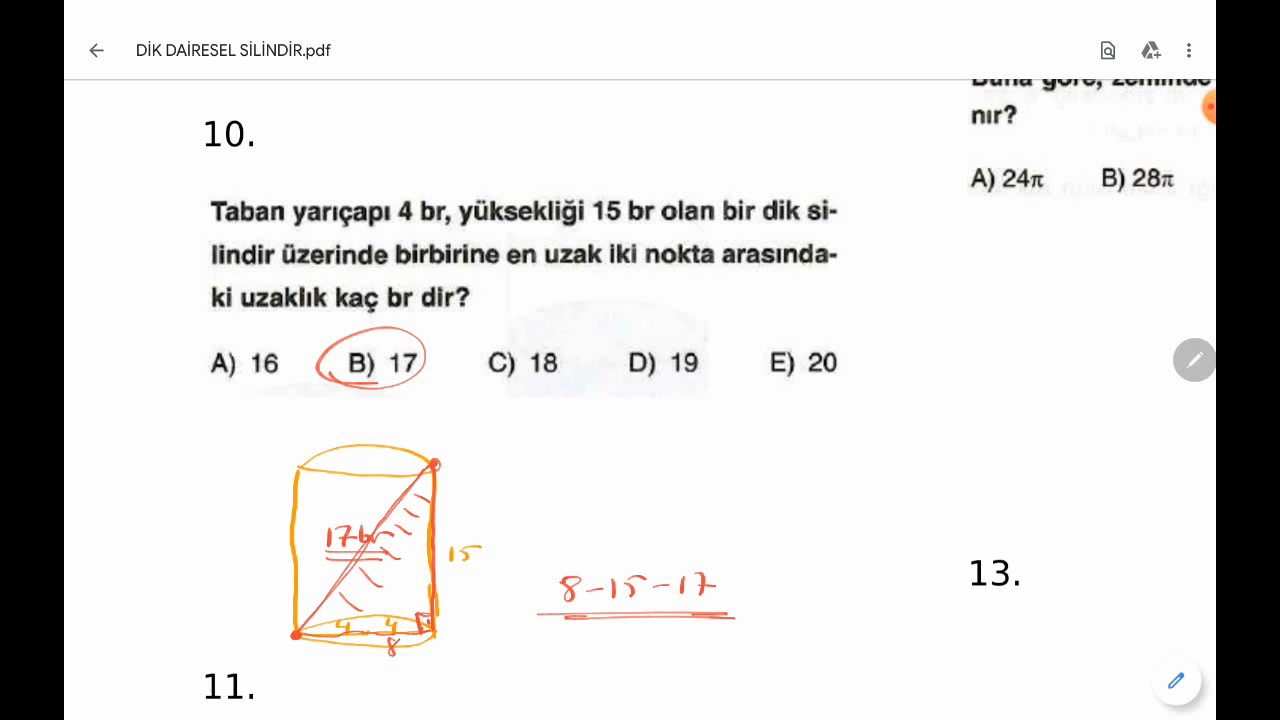 DİK DAİRESEL SİLİNDİR.pdf
nır?
A) 24π B) 28π
10.
Taban yarıçapı 4 br, yüksekliği 15 br olan bir dik si-
lindir üzerinde birbirine en uzak iki nokta arasında-
ki uzaklık kaç br dir?
A) 16 B) 17 C) 18 D) 19 E) 20
17br
15
4 4
8
8-15-17
13.
11.